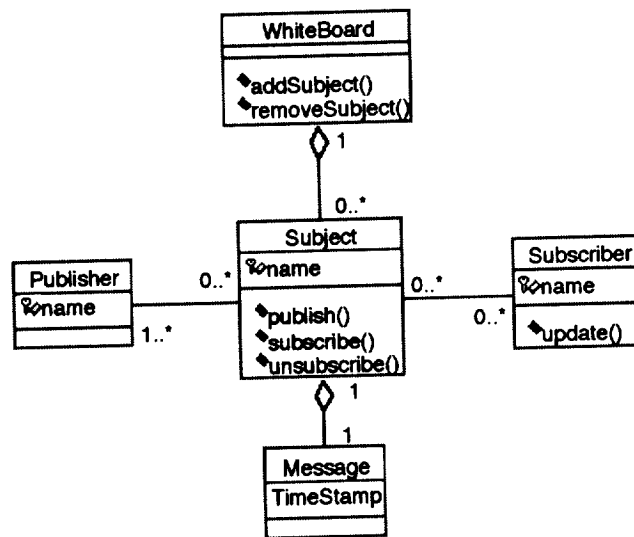 WhiteBoard
addSubject()
removeSubject()
1
0..*
Subject
name
publish()
subscribe()
unsubscribe()
Publisher
name
0..*
1..*
Subscriber
name
update()
0..*
0..*
1
1
Message
TimeStamp